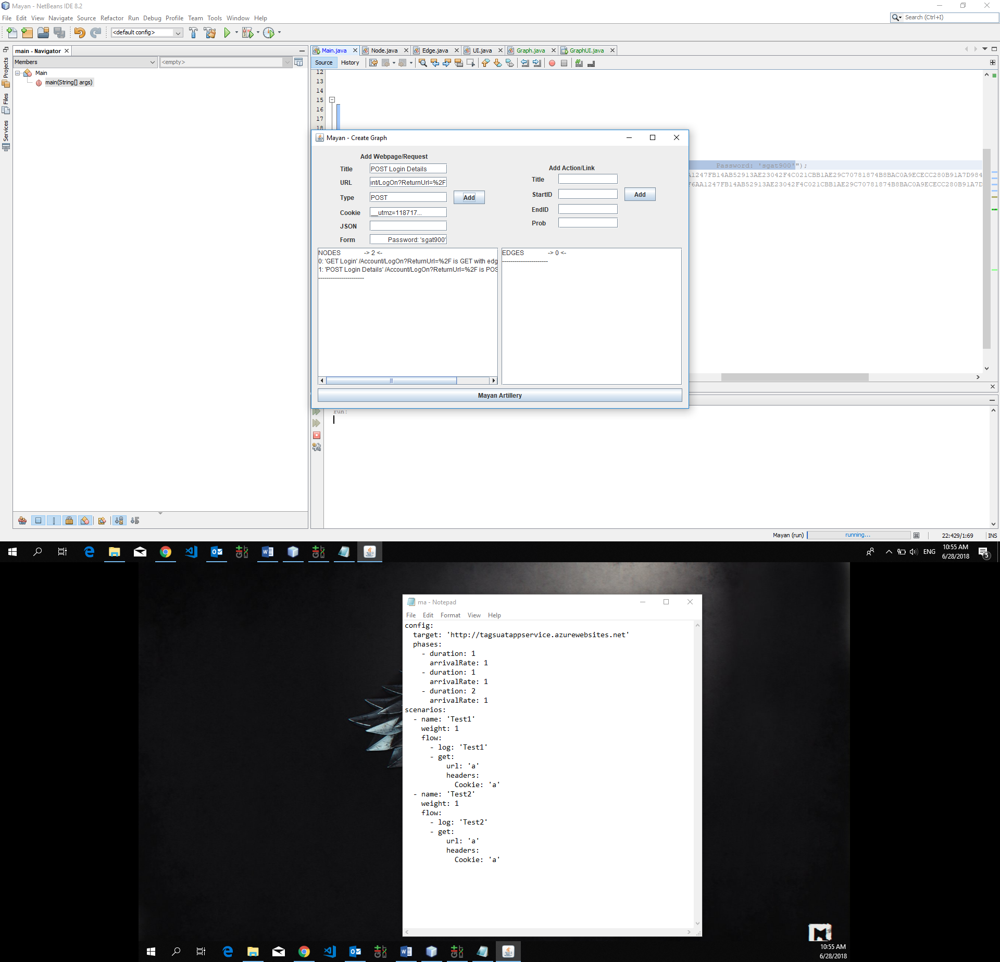 Mayan - NetBeans IDE 8.2
File Edit View Navigate Source Refactor Run Debug Profile Team Tools Window Help
Search (Ctrl+I)
<default config>
main - Navigator
Main.java Node.java Edge.java UI.java Graph.java GraphUI.java
Members
<empty>
Source History
Projects
Files
Services
Main
main(String[] args)
12
13
14
15
16
17
18
Mayan - Create Graph
Add Webpage/Request
Title POST Login Details
URL int/LogOn?ReturnUrl=%2F
Type POST
Add
Cookie __utmz=118717...
JSON
Form Password: 'sgat900'
Add Action/Link
Title
StartID
Add
EndID
Prob
Password: 'sgat900'");
A1247FB14AB52913AE23042F4C021CBB1AE29C70781874B8BAC0A9ECECC280B91A7D984
F6AA1247FB14AB52913AE23042F4C021CBB1AE29C70781874B8BAC0A9ECECC280B91A7D
NODES -> 2 <-
0: 'GET Login' /Account/LogOn?ReturnUrl=%2F is GET with edg
1: 'POST Login Details' /Account/LogOn?ReturnUrl=%2F is POS
----------------------
EDGES -> 0 <-
----------------------
Mayan Artillery
run:
Mayan (run) running... 22:429/1:69 INS
ENG
10:55 AM
6/28/2018
5
ma - Notepad
File Edit Format View Help
config:
  target: 'http://tagsuatappservice.azurewebsites.net'
  phases:
    - duration: 1
      arrivalRate: 1
    - duration: 1
      arrivalRate: 1
    - duration: 2
      arrivalRate: 1
scenarios:
  - name: 'Test1'
    weight: 1
    flow:
      - log: 'Test1'
      - get:
          url: 'a'
          headers:
            Cookie: 'a'
  - name: 'Test2'
    weight: 1
    flow:
      - log: 'Test2'
      - get:
          url: 'a'
          headers:
            Cookie: 'a'
10:55 AM
6/28/2018